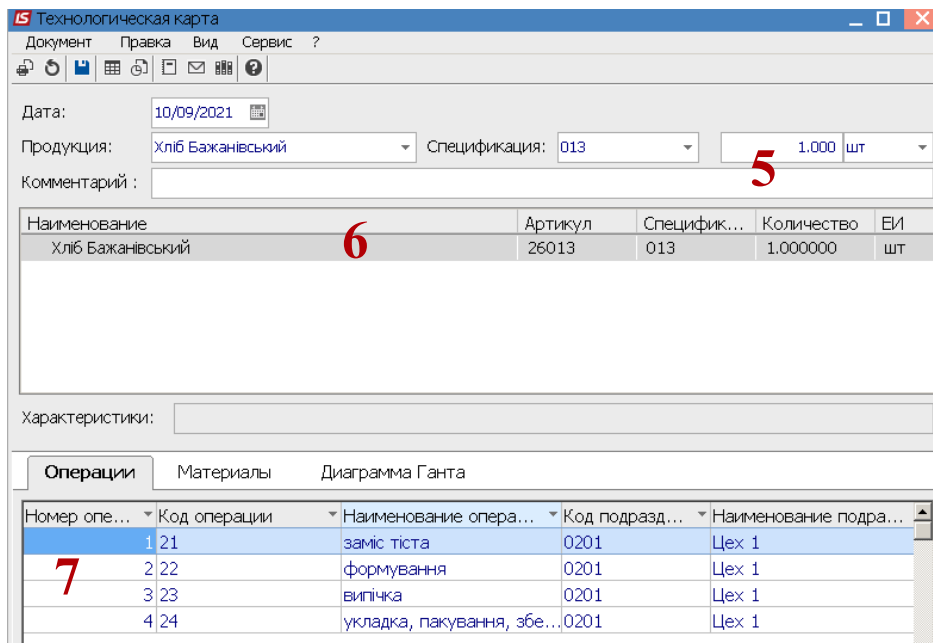 IS Технологическая карта
Документ Правка Вид Сервис ?
Дата: 10/09/2021
Продукция: Хліб Бажанівський Спецификация: 013 1.000 шт
5
Комментарий :
Наименование Артикул Специфик... Количество ЕИ
6
Хліб Бажанівський 26013 013 1.000000 шт
Характеристики:
Операции Материалы Диаграмма Ганта
Номер опе... Код операции Наименование опера... Код подразд... Наименование подра...
1 21 заміс тіста 0201 Цех 1
2 22 формування 0201 Цех 1
7
3 23 випічка 0201 Цех 1
4 24 укладка, пакування, збе... 0201 Цех 1